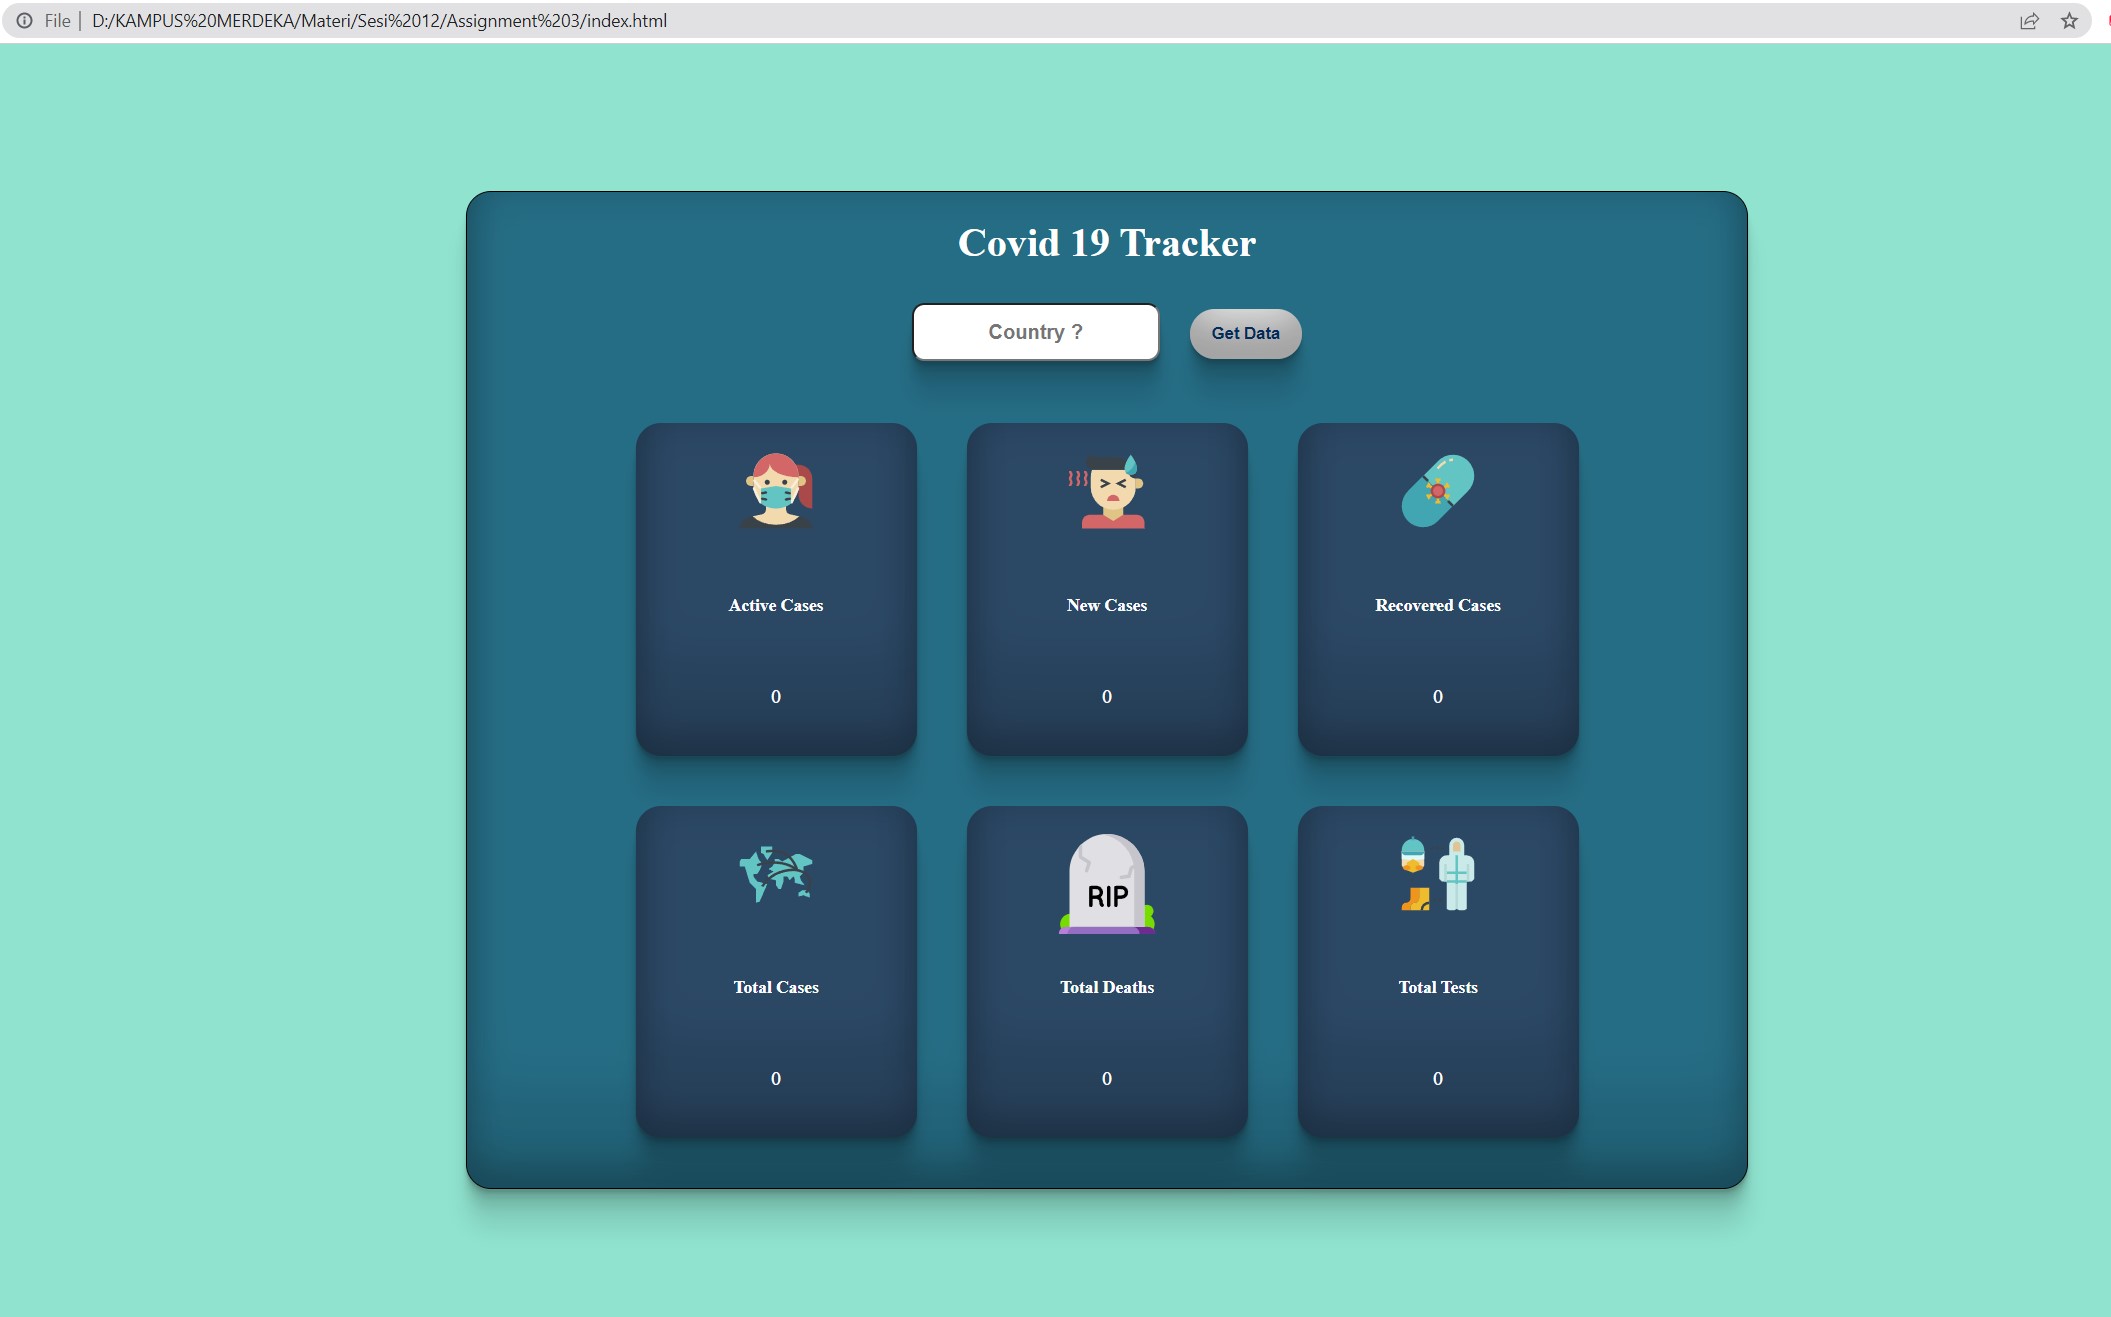 File | D:/KAMPUS%20MERDEKA/Materi/Sesi%2012/Assignment%203/index.html
Covid 19 Tracker
Country ? Get Data
Active Cases New Cases Recovered Cases
0 0 0
RIP
Total Cases Total Deaths Total Tests
0 0 0